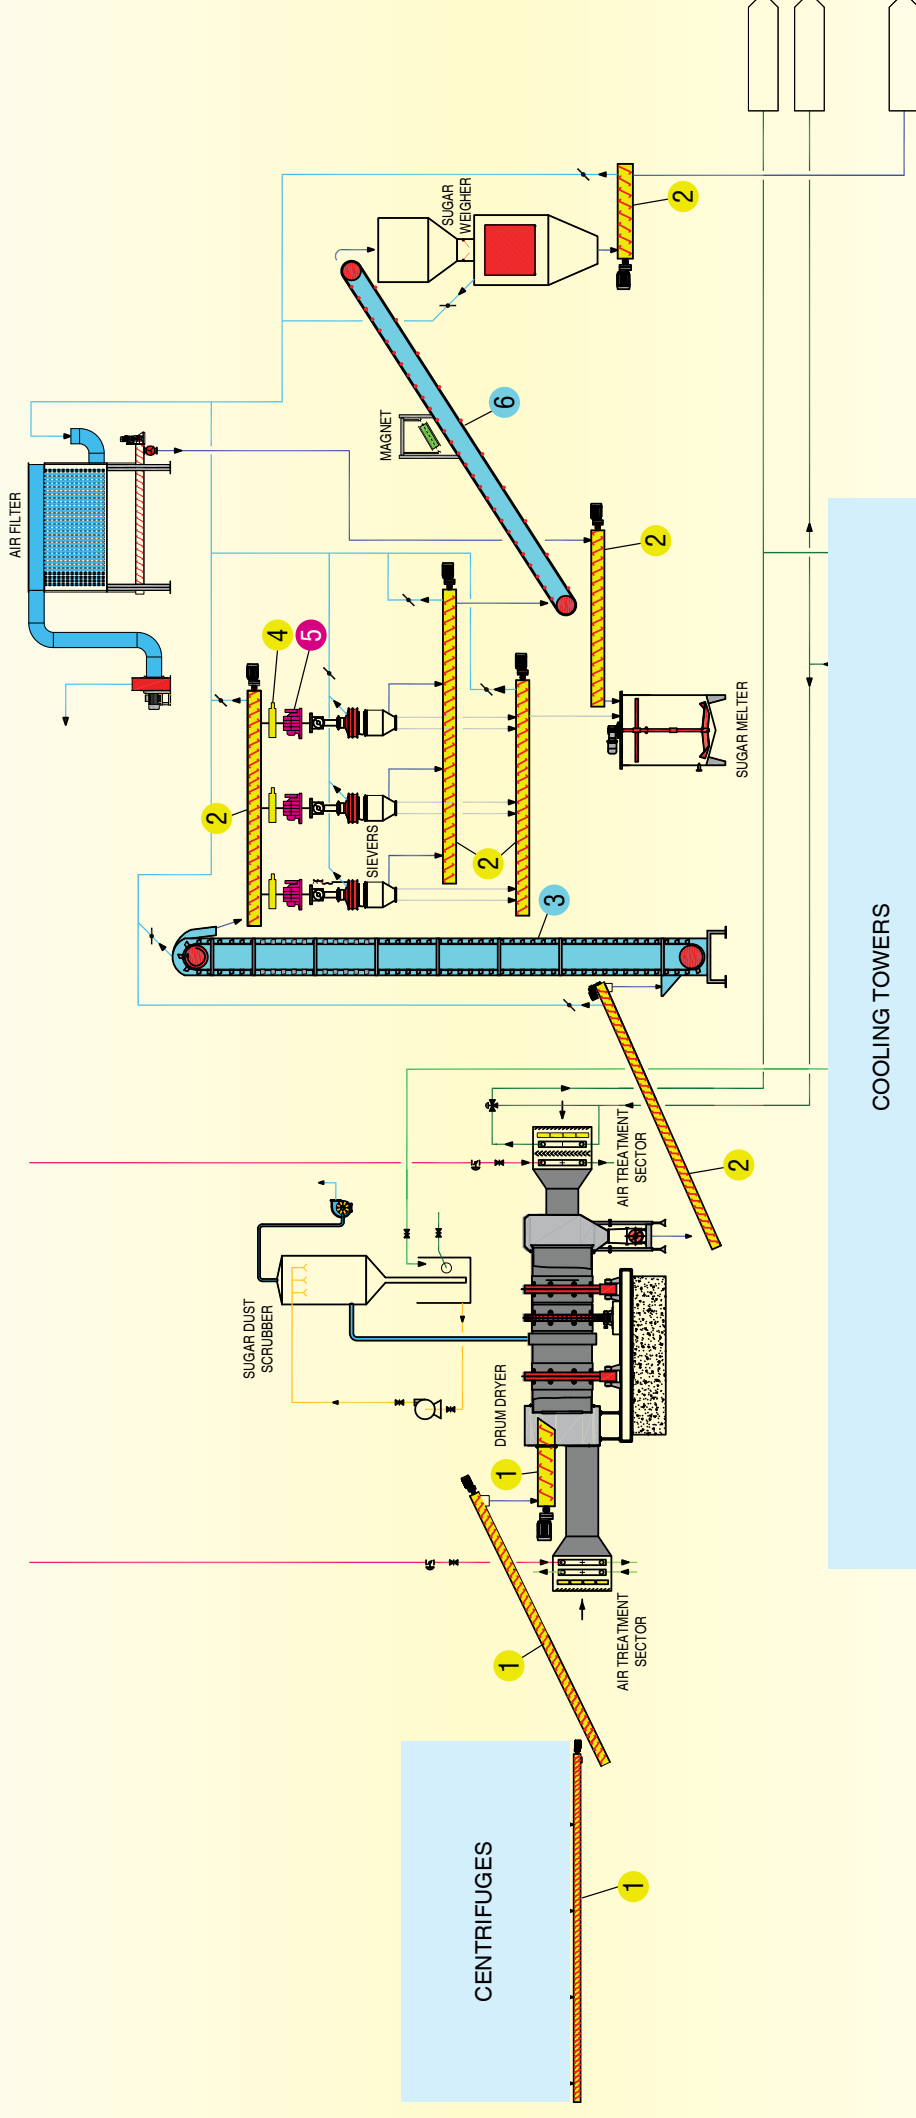 CENTRIFUGES
1
1
AIR TREATMENT
SECTOR
1
DRUM DRYER
SUGAR DUST
SCRUBBER
AIR TREATMENT
SECTOR
2
3
2
SIEVERS
2
4
5
AIR FILTER
SUGAR MELTER
2
MAGNET
6
SUGAR
WEIGHER
2
COOLING TOWERS